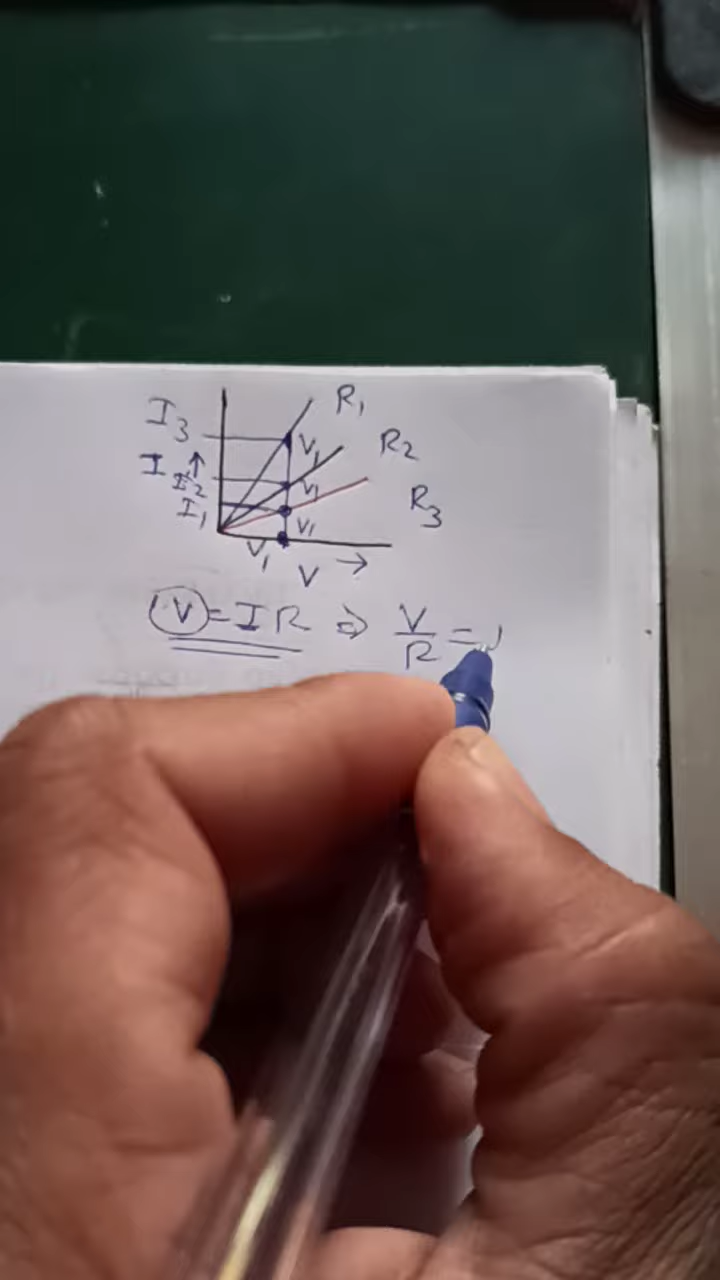 I3
R1
V1
R2
I ↑
I2
V1
R3
I1
V1
V1
V →
V = IR ⇒ V/R =